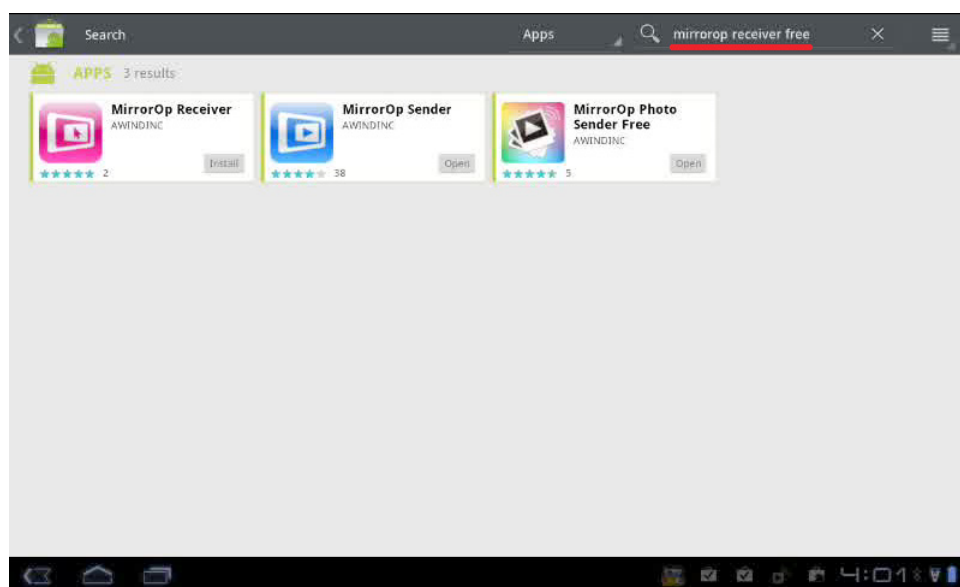 Search
Apps
mirrorop receiver free
APPS 3 results
MirrorOp Receiver
AWINDINC
Install
2
MirrorOp Sender
AWINDINC
Open
38
MirrorOp Photo
Sender Free
AWINDINC
Open
5
4:01